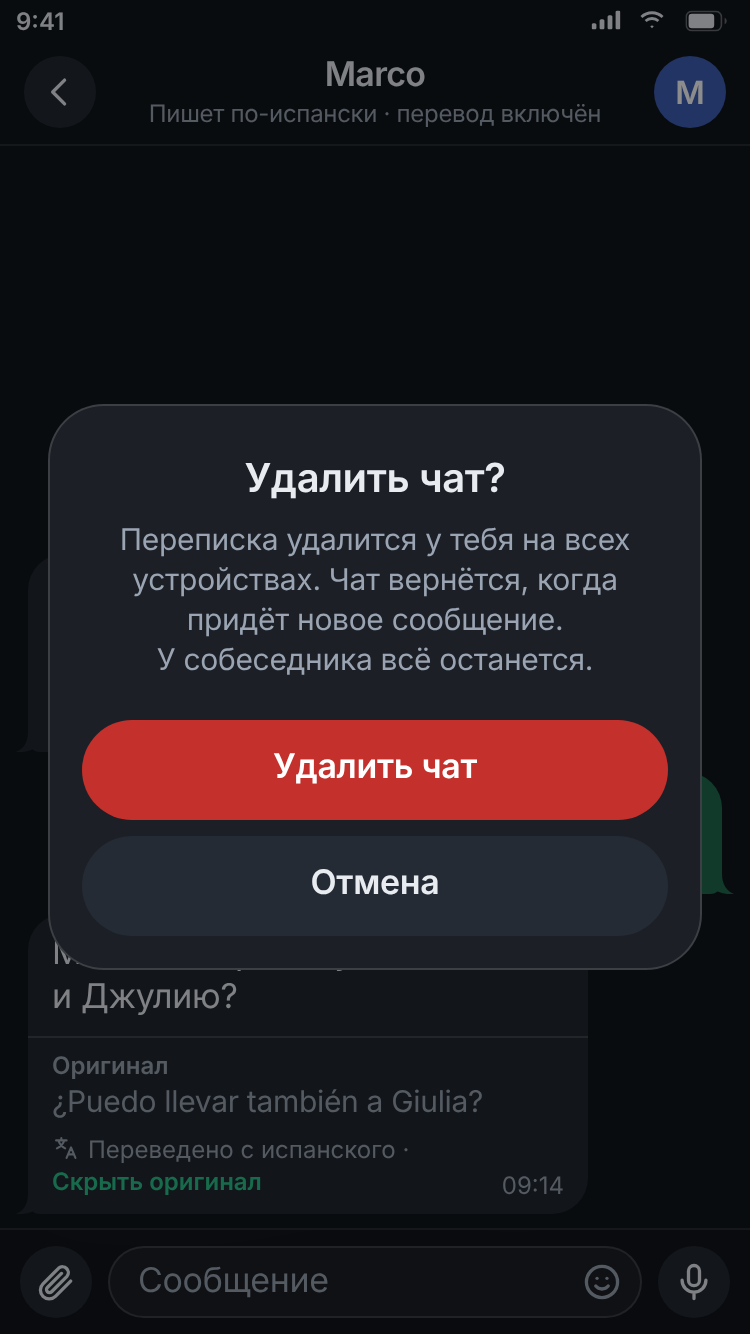 9:41
Marco
Пишет по-испански · перевод включён
M
Удалить чат?
Переписка удалится у тебя на всех
устройствах. Чат вернётся, когда
придёт новое сообщение.
У собеседника всё останется.
Удалить чат
Отмена
и Джулию?
Оригинал
¿Puedo llevar también a Giulia?
Переведено с испанского ·
Скрыть оригинал
09:14
Сообщение